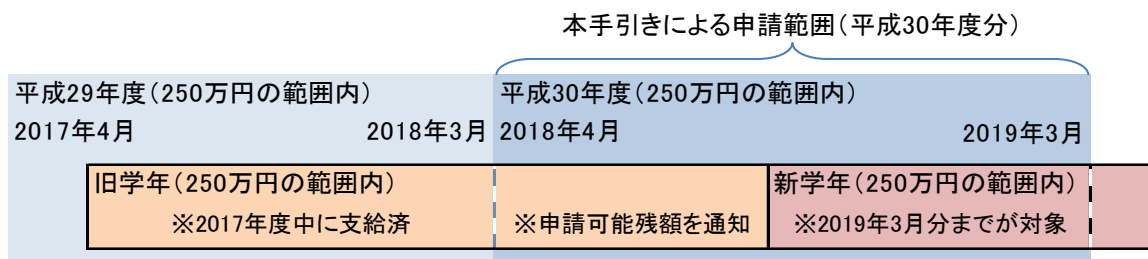 本手引きによる申請範囲（平成30年度分）
平成29年度（250万円の範囲内）
平成30年度（250万円の範囲内）
2017年4月
2018年3月
2018年4月
2019年3月
旧学年（250万円の範囲内）
新学年（250万円の範囲内）
※2017年度中に支給済
※申請可能残額を通知
※2019年3月分までが対象